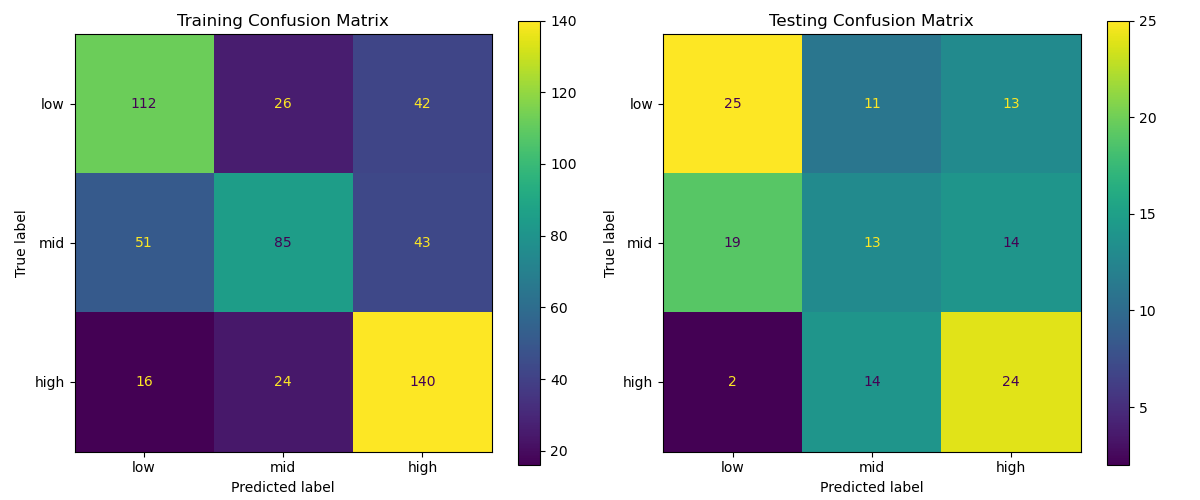 Training Confusion Matrix
True label
low
mid
high
112 26 42
51 85 43
16 24 140
low mid high
Predicted label
140
120
100
80
60
40
20
Testing Confusion Matrix
True label
low
mid
high
25 11 13
19 13 14
2 14 24
low mid high
Predicted label
25
20
15
10
5